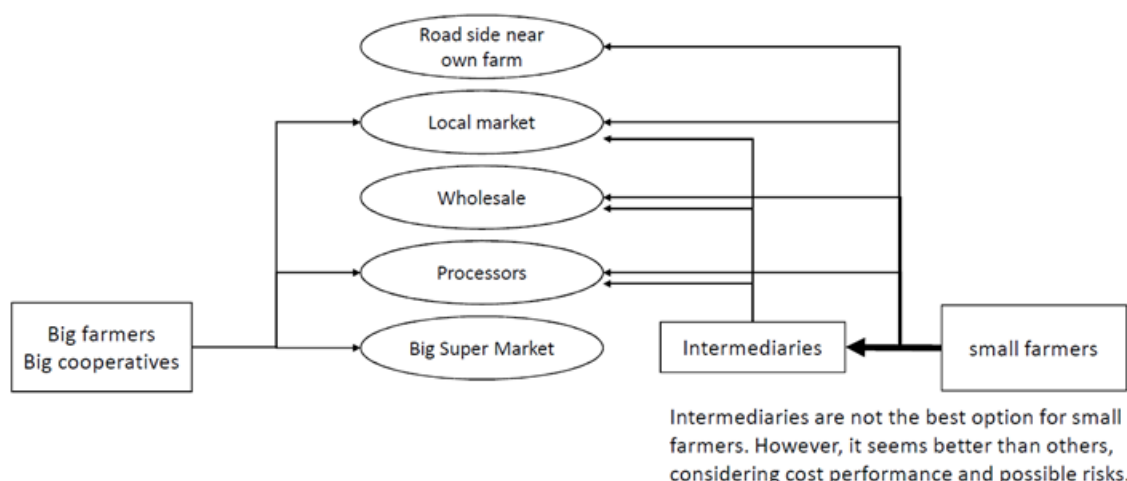 Road side near
own farm
Local market
Wholesale
Processors
Big Super Market
Big farmers
Big cooperatives
Intermediaries
small farmers
Intermediaries are not the best option for small
farmers. However, it seems better than others,
considering cost performance and possible risks.